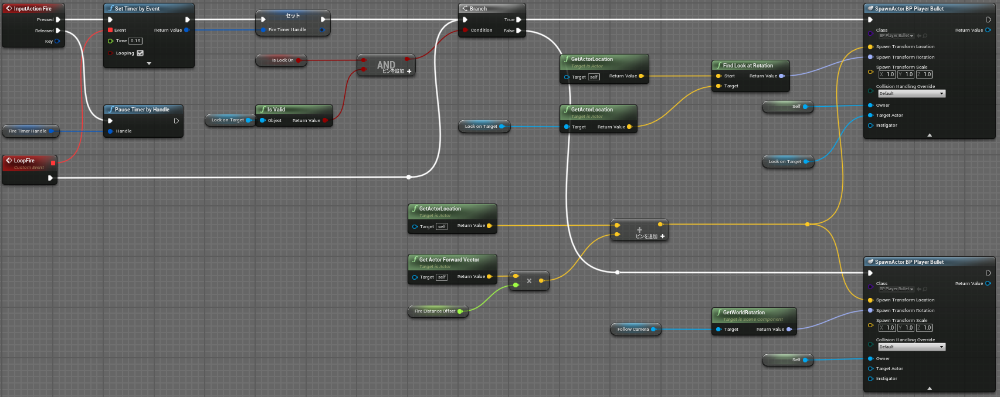 InputAction Fire
Pressed
Released
Key
Set Timer by Event
Event
Return Value
Time 0.15
Looping
セット
Fire Timer Handle
Branch
True
Condition
False
SpawnActor BP Player Bullet
Class
BP Player Bullet
Return Value
Spawn Transform Location
Spawn Transform Rotation
Spawn Transform Scale
X 1.0 Y 1.0 Z 1.0
Collision Handling Override
Default
Owner
Target Actor
Instigator
Is Lock On
AND
ピンを追加
GetActorLocation
Target is Actor
Target self
Return Value
Find Look at Rotation
Start
Return Value
Target
Pause Timer by Handle
Handle
Fire Timer Handle
Lock on Target
Is Valid
Object
Return Value
Lock on Target
GetActorLocation
Target is Actor
Target
Return Value
Self
Lock on Target
LoopFire
Custom Event
GetActorLocation
Target is Actor
Target self
Return Value
+
ピンを追加
Get Actor Forward Vector
Target is Actor
Target self
Return Value
×
Fire Distance Offset
Follow Camera
GetWorldRotation
Target is Scene Component
Target
Return Value
Self
SpawnActor BP Player Bullet
Class
BP Player Bullet
Return Value
Spawn Transform Location
Spawn Transform Rotation
Spawn Transform Scale
X 1.0 Y 1.0 Z 1.0
Collision Handling Override
Default
Owner
Target Actor
Instigator